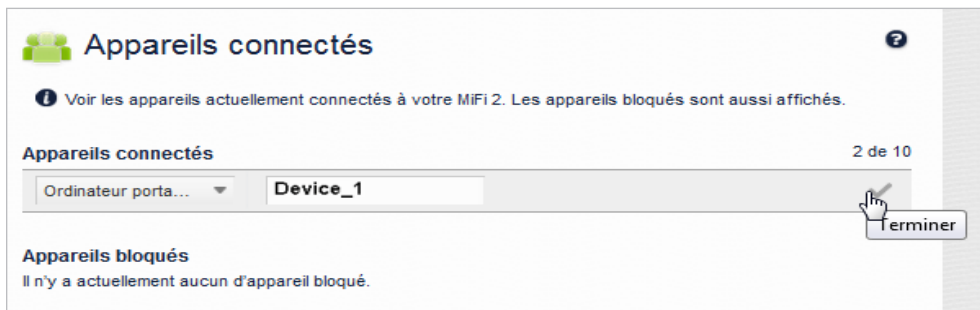 Appareils connectés
Voir les appareils actuellement connectés à votre MiFi 2. Les appareils bloqués sont aussi affichés.
Appareils connectés 2 de 10
Ordinateur porta... Device_1
Terminer
Appareils bloqués
Il n'y a actuellement aucun d'appareil bloqué.